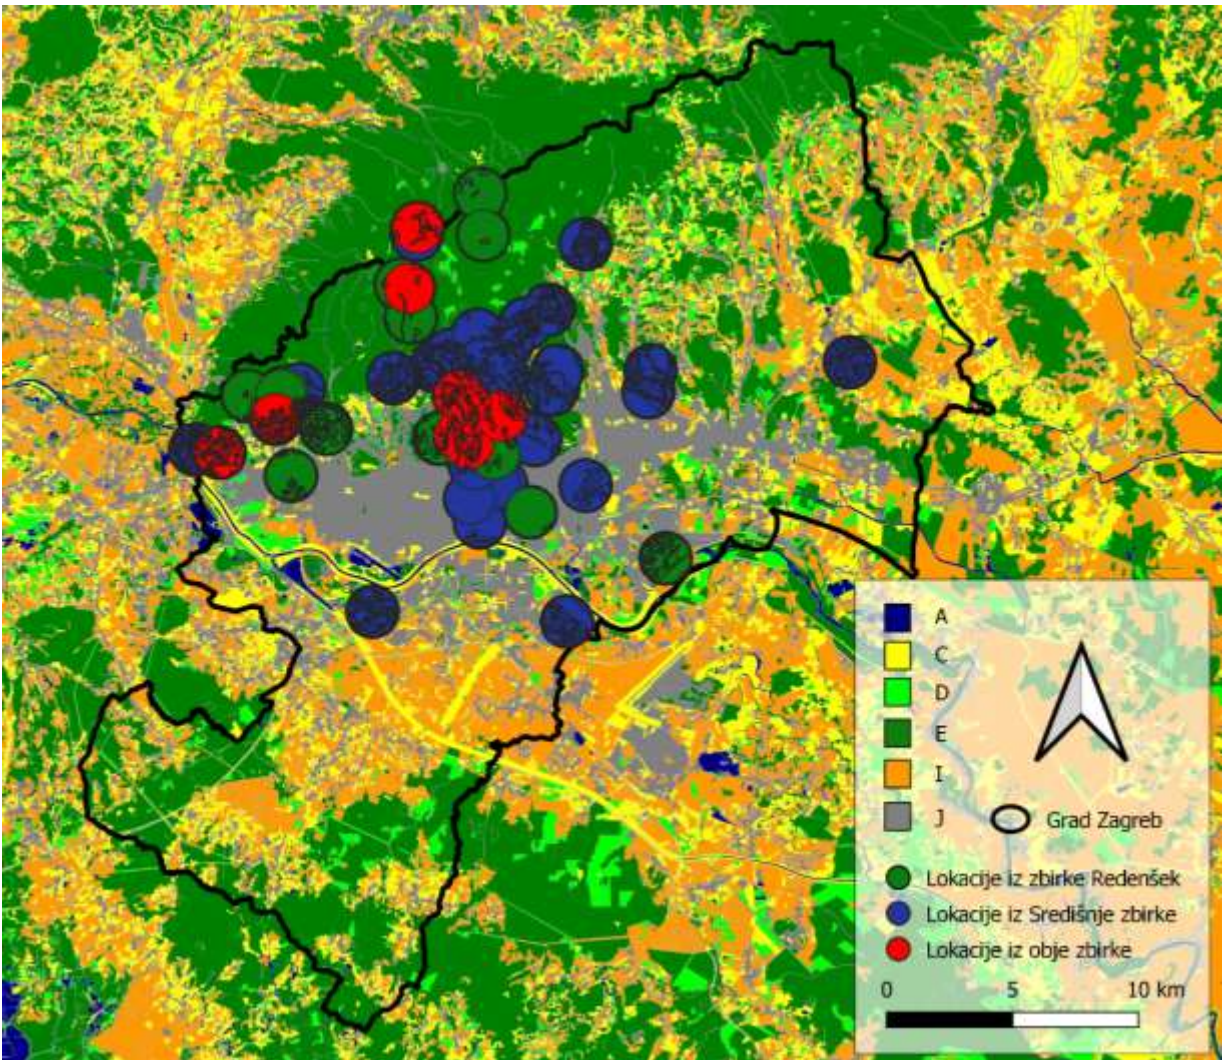 A
C
D
E
I
J
Grad Zagreb
Lokacije iz zbirke Redenšek
Lokacije iz Središnje zbirke
Lokacije iz obje zbirke
0 5 10 km